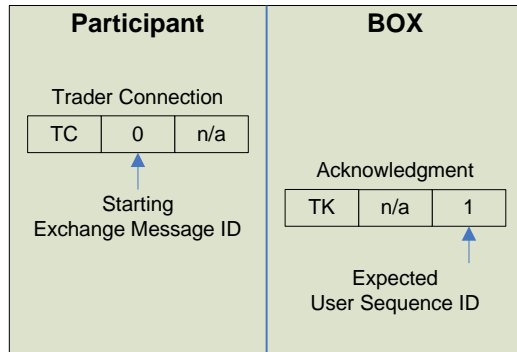 Participant
BOX
Trader Connection
TC 0 n/a
Starting
Exchange Message ID
Acknowledgment
TK n/a 1
Expected
User Sequence ID